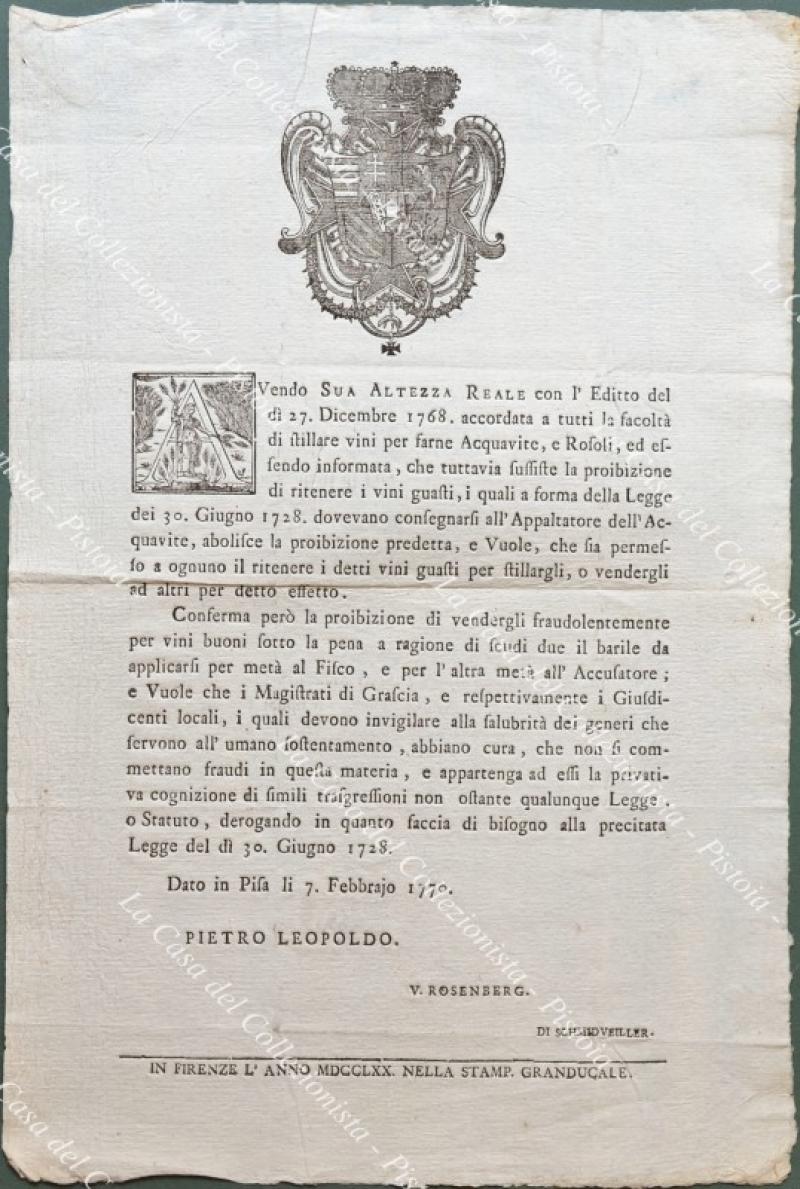 AVendo SUA ALTEZZA REALE con l' Editto del
dì 27. Dicembre 1768. accordata a tutti la facoltà
di ſtillare vini per farne Acquavite, e Roſoli, ed eſ-
ſendo informata, che tuttavia ſuſſiſte la proibizione
di ritenere i vini guaſti, i quali a forma della Legge
dei 30. Giugno 1728. dovevano conſegnarſi all'Appaltatore dell'Ac-
quavite, aboliſce la proibizione predetta, e Vuole, che ſia permeſ-
ſo a ognuno il ritenere i detti vini guaſti per ſtillargli, o vendergli
ad altri per detto effetto.
Conferma però la proibizione di vendergli fraudolentemente
per vini buoni ſotto la pena a ragione di ſcudi due il barile da
applicarſi per metà al Fiſco, e per l'altra metà all' Accuſatore;
e Vuole che i Magiſtrati di Graſcia, e reſpettivamente i Giuſdi-
centi locali, i quali devono invigilare alla ſalubrità dei generi che
ſervono all' umano ſoſtentamento, abbiano cura, che non ſi com-
mettano fraudi in queſta materia, e appartenga ad eſſi la privati-
va cognizione di ſimili traſgreſſioni non oſtante qualunque Legge,
o Statuto, derogando in quanto faccia di biſogno alla precitata
Legge del dì 30. Giugno 1728.
Dato in Piſa li 7. Febbrajo 1770.
PIETRO LEOPOLDO.
V. ROSENBERG.
DI SCHMIDVEILLER.
IN FIRENZE L' ANNO MDCCLXX. NELLA STAMP. GRANDUCALE.
La Casa del Collezionista - Pistoia